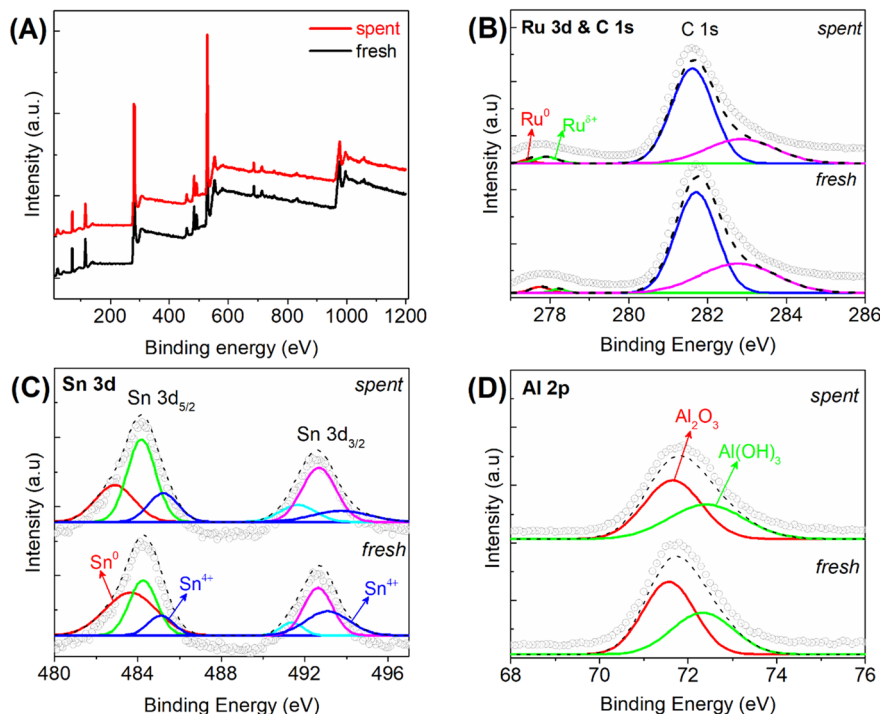 (A)
spent
fresh
Intensity (a.u.)
200 400 600 800 1000 1200
Binding energy (eV)
(B) Ru 3d & C 1s
C 1s
spent
Ru⁰
Ruᵟ⁺
fresh
Intensity (a.u.)
278 280 282 284 286
Binding Energy (eV)
(C) Sn 3d
spent
Sn 3d₅/₂
Sn 3d₃/₂
fresh
Sn⁰
Sn⁴⁺
Sn⁴⁺
Intensity (a.u)
480 484 488 492 496
Binding Energy (eV)
(D) Al 2p
spent
Al₂O₃
Al(OH)₃
fresh
Intensity (a.u)
68 70 72 74 76
Binding Energy (eV)